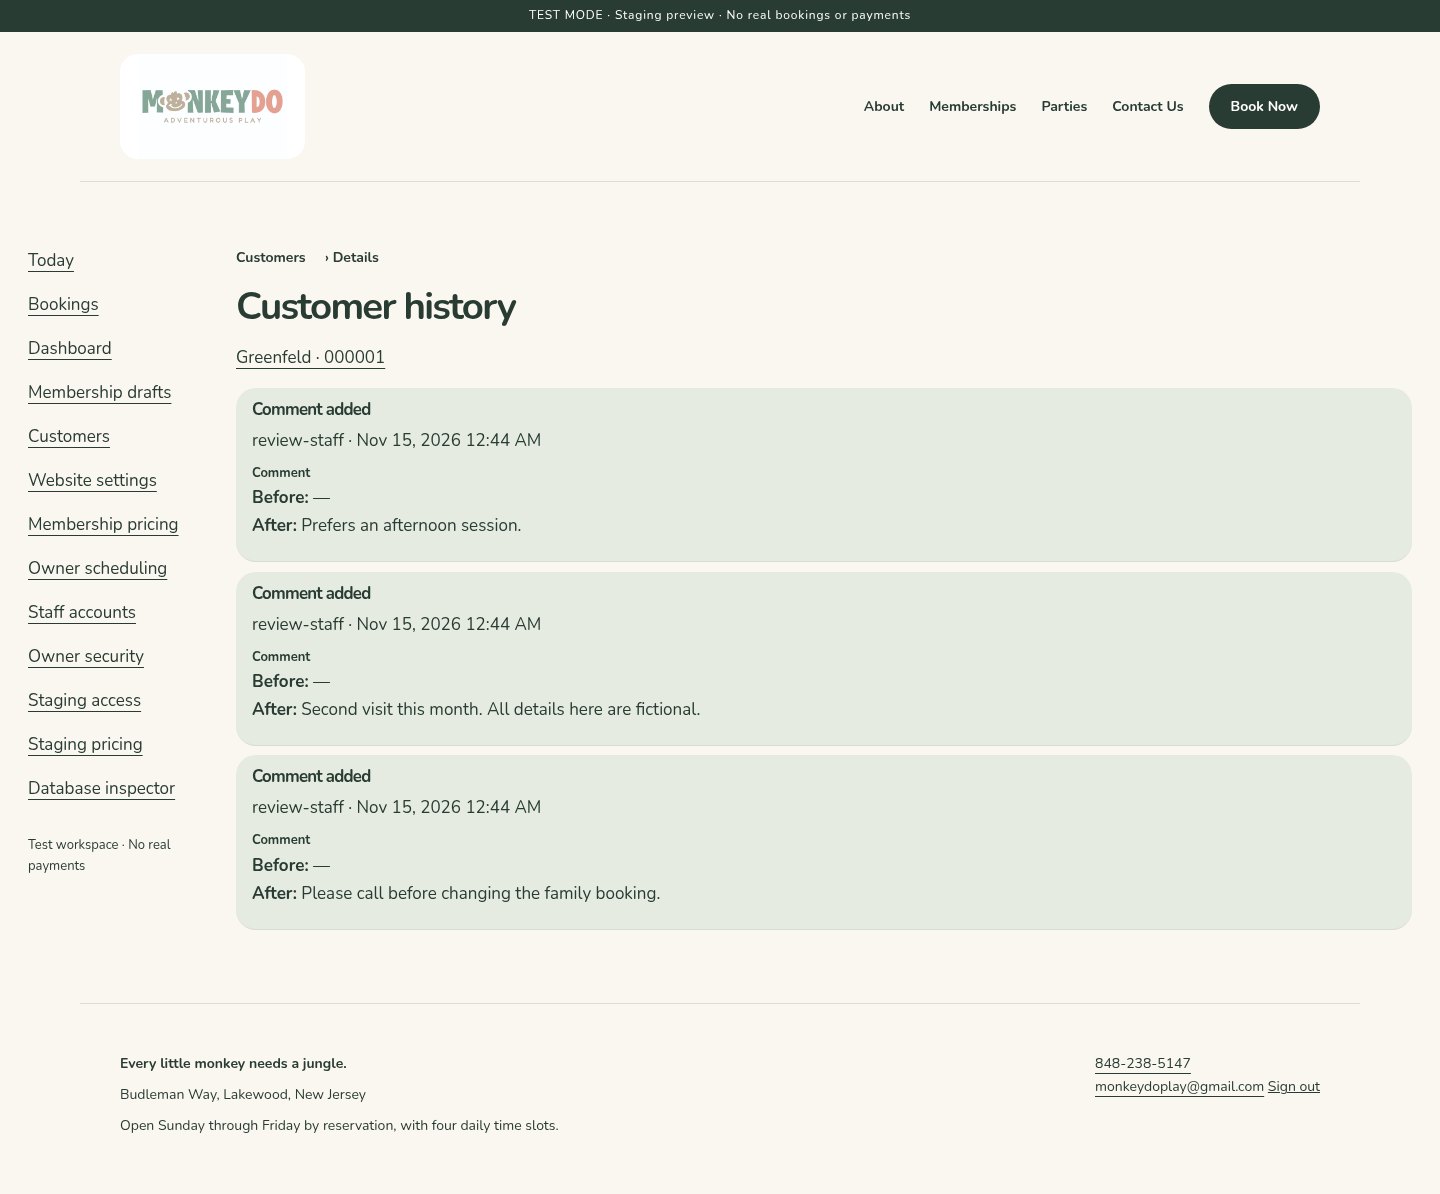 TEST MODE · Staging preview · No real bookings or payments
MONKEYDO
ADVENTUROUS PLAY
About Memberships Parties Contact Us Book Now
Today
Bookings
Dashboard
Membership drafts
Customers
Website settings
Membership pricing
Owner scheduling
Staff accounts
Owner security
Staging access
Staging pricing
Database inspector
Test workspace · No real
payments
Customers › Details
Customer history
Greenfeld · 000001
Comment added
review-staff · Nov 15, 2026 12:44 AM
Comment
Before: —
After: Prefers an afternoon session.
Comment added
review-staff · Nov 15, 2026 12:44 AM
Comment
Before: —
After: Second visit this month. All details here are fictional.
Comment added
review-staff · Nov 15, 2026 12:44 AM
Comment
Before: —
After: Please call before changing the family booking.
Every little monkey needs a jungle.
Budleman Way, Lakewood, New Jersey
Open Sunday through Friday by reservation, with four daily time slots.
848-238-5147
monkeydoplay@gmail.com Sign out